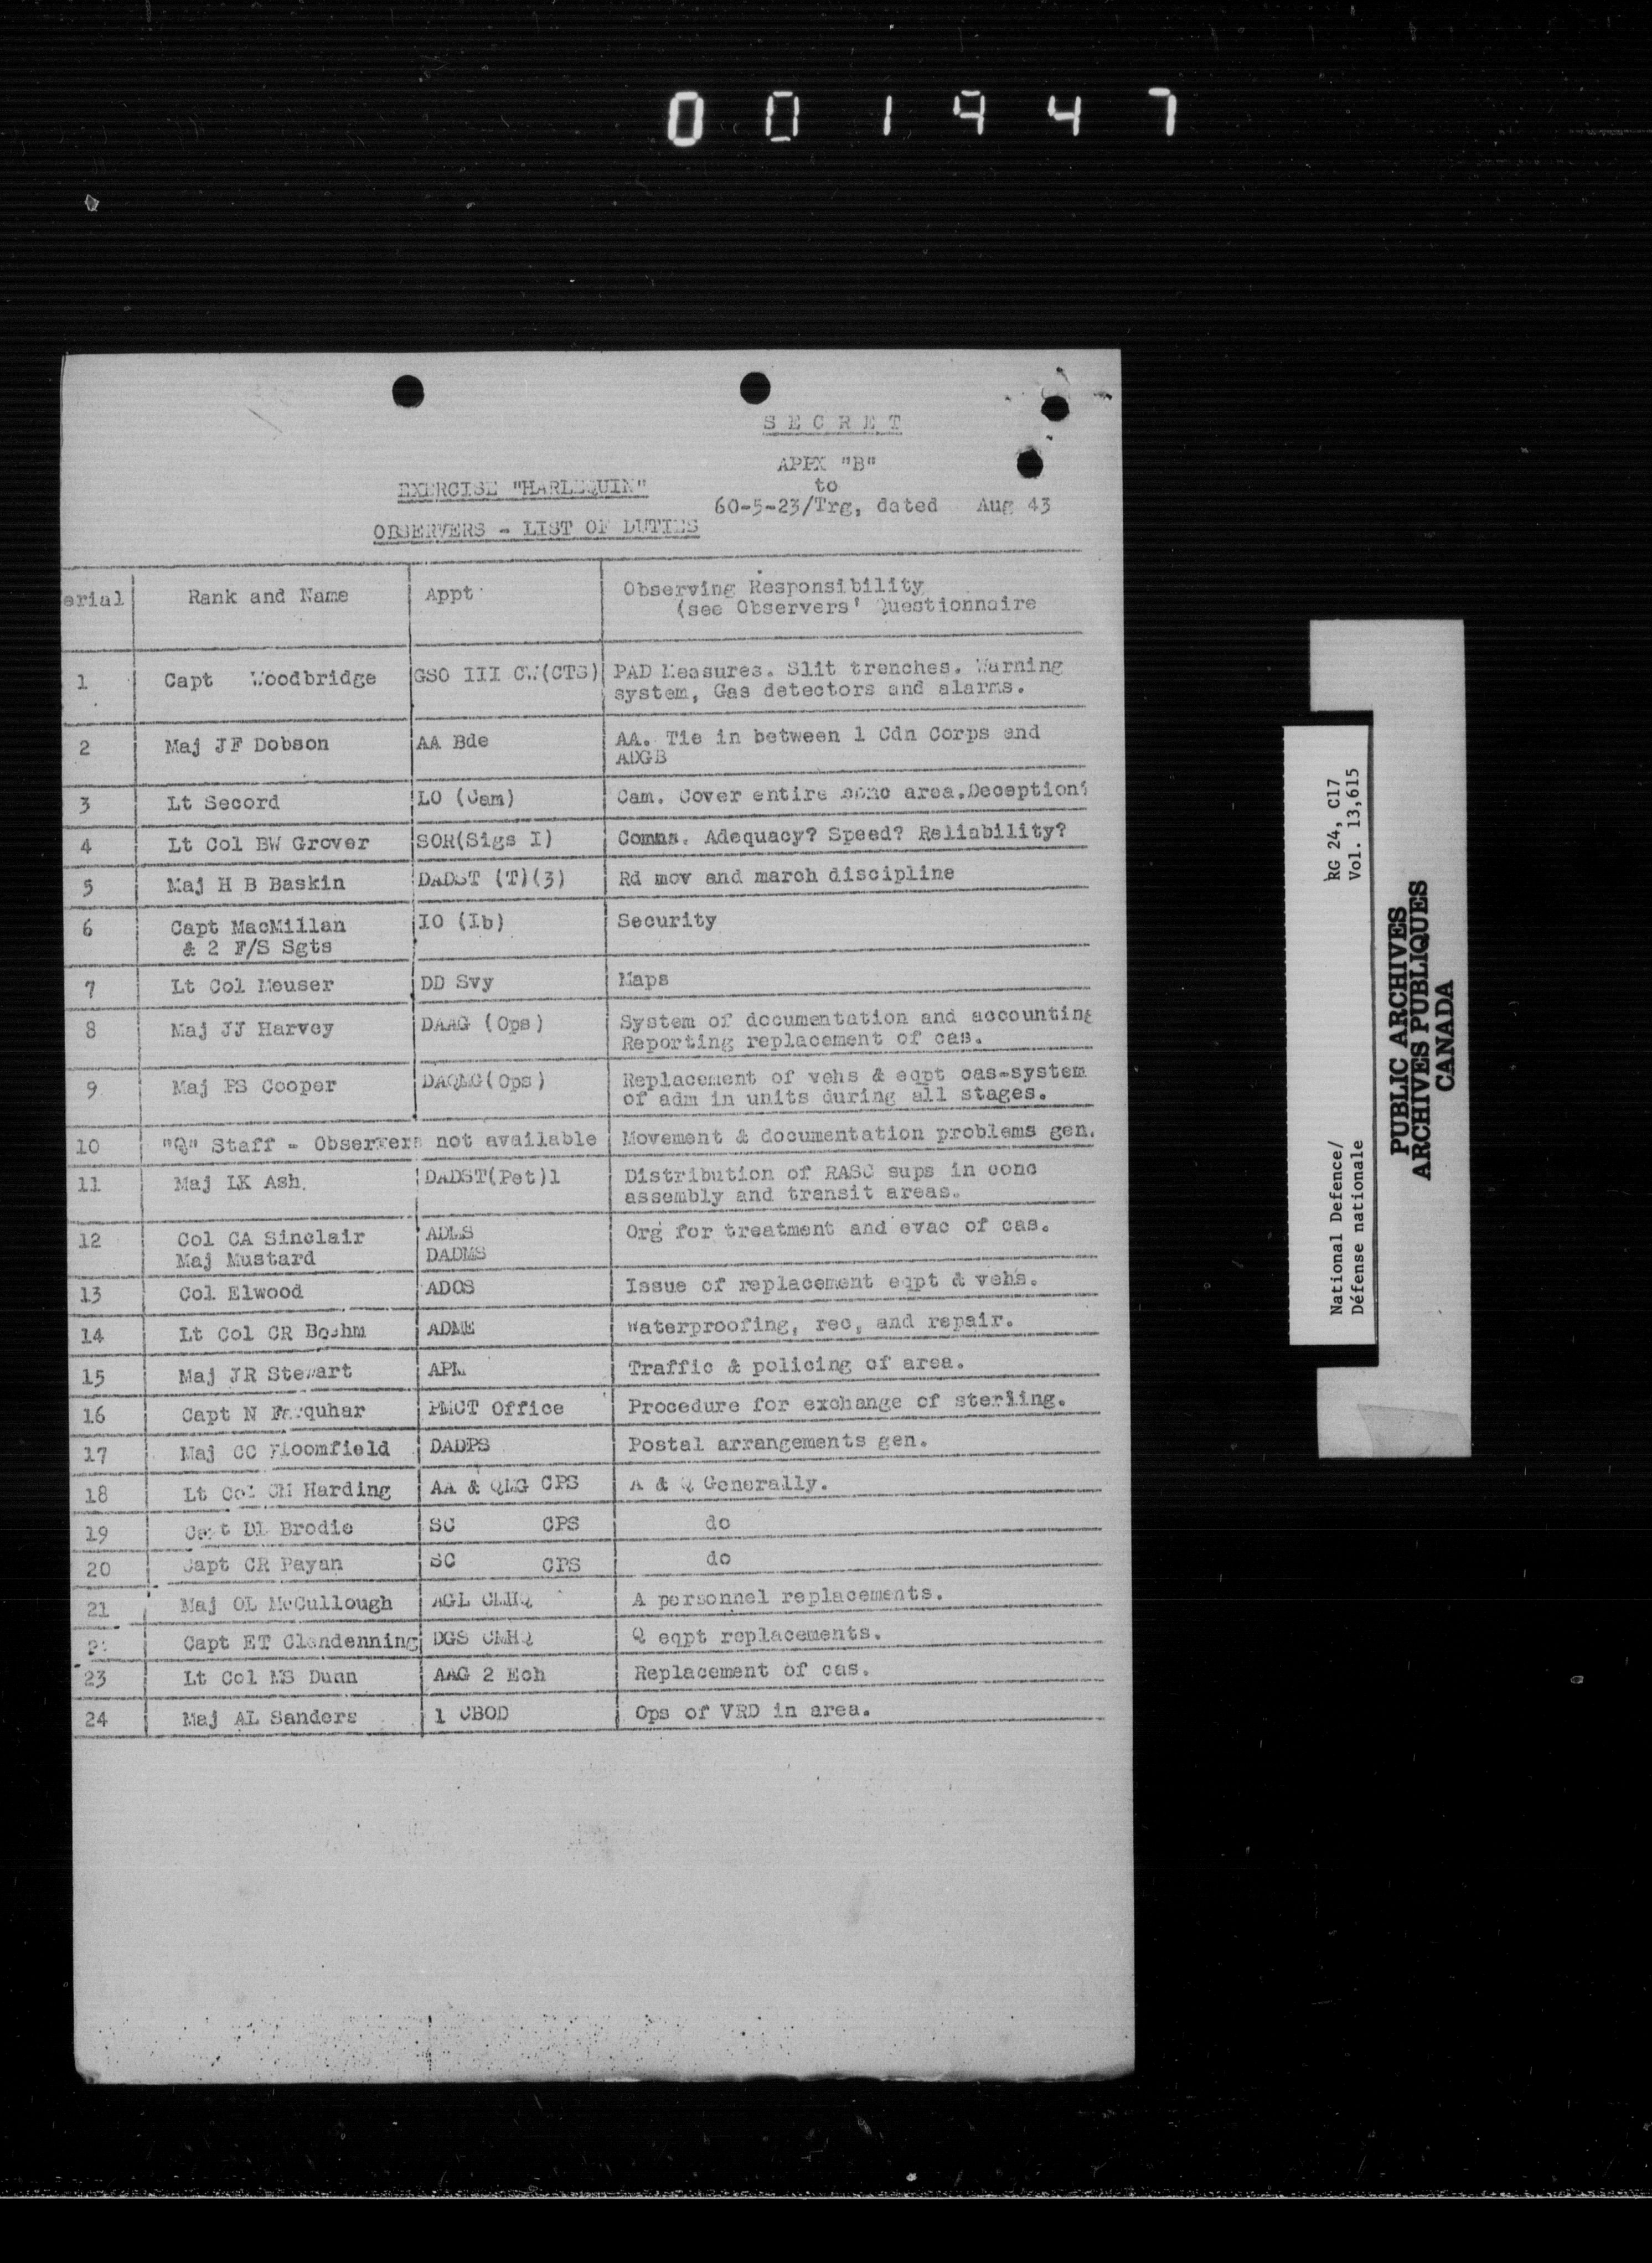 001947
S E C R E T
APPX "B"
to
60-5-23/Trg, dated Aug 43
EXERCISE "HARLEQUIN"
OBSERVERS - LIST OF DUTIES
erial Rank and Name Appt Observing Responsibility
(see Observers' Questionnaire
1 Capt Woodbridge GSO III CW(CTS) PAD Measures. Slit trenches. Warning
system, Gas detectors and alarms.
2 Maj JF Dobson AA Bde AA. Tie in between 1 Cdn Corps and
ADGB
3 Lt Secord LO (Cam) Cam. Cover entire conc area.Deception?
4 Lt Col BW Grover SOR(Sigs I) Comns. Adequacy? Speed? Reliability?
5 Maj H B Baskin DADST (T)(3) Rd mov and march discipline
6 Capt MacMillan IO (Ib) Security
& 2 F/S Sgts
7 Lt Col Meuser DD Svy Maps
8 Maj JJ Harvey DAAG (Ops) System of documentation and accounting
Reporting replacement of cas.
9 Maj FS Cooper DAQMG(Ops) Replacement of vehs & eqpt cas-system
of adm in units during all stages.
10 "Q" Staff - Observers not available Movement & documentation problems gen.
11 Maj LK Ash. DADST(Pet)1 Distribution of RASC sups in conc
assembly and transit areas.
12 Col CA Sinclair ADMS Org for treatment and evac of cas.
Maj Mustard DADMS
13 Col Elwood ADOS Issue of replacement eqpt & vehs.
14 Lt Col CR Boehm ADME Waterproofing, rec, and repair.
15 Maj JR Stewart APM Traffic & policing of area.
16 Capt N Farquhar PMCT Office Procedure for exchange of sterling.
17 Maj CC Bloomfield DADPS Postal arrangements gen.
18 Lt Col CM Harding AA & QMG CPS A & Q Generally.
19 Capt DL Brodie SC CPS do
20 Capt CR Payan SC CPS do
21 Maj OL McCullough AGL CMHQ A personnel replacements.
22 Capt ET Clendenning DGS CMHQ Q eqpt replacements.
23 Lt Col MS Dunn AAG 2 Ech Replacement of cas.
24 Maj AL Sanders 1 CBOD Ops of VRD in area.
National Defence/ RG 24, C17
Défense nationale Vol. 13,615
PUBLIC ARCHIVES
ARCHIVES PUBLIQUES
CANADA